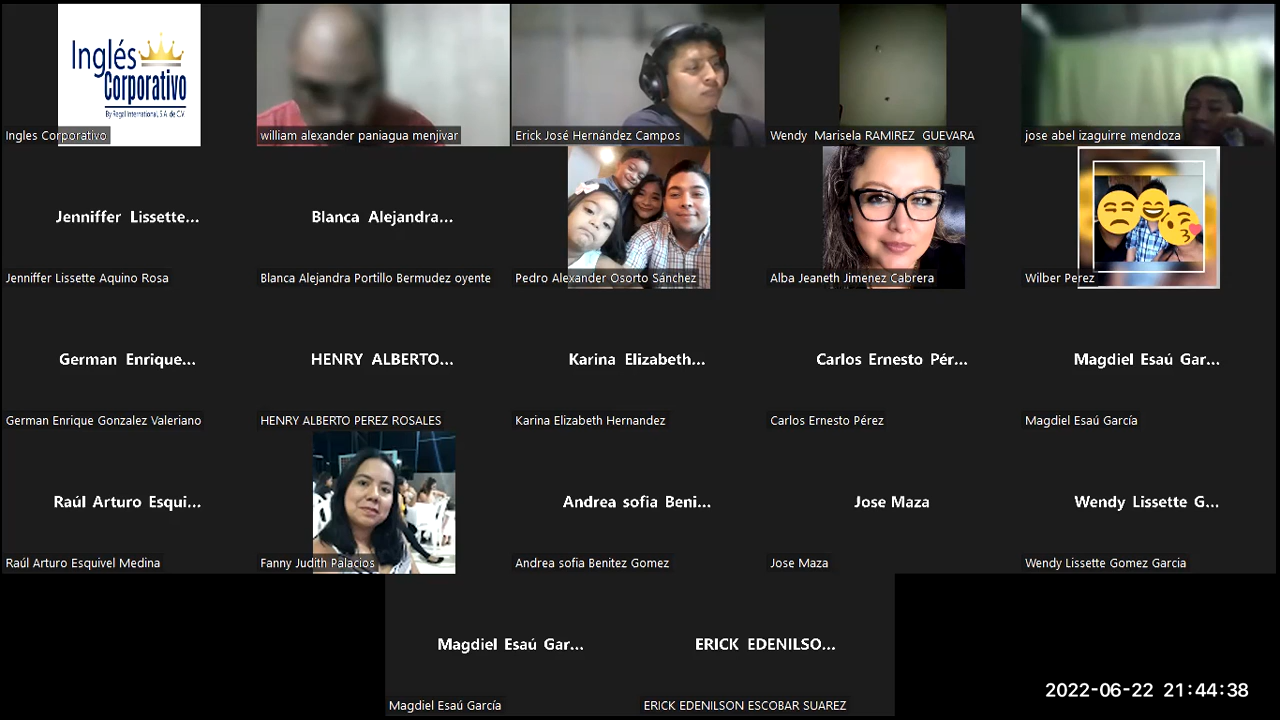 Inglés
Corporativo
By Regal International, S.A. de C.V
Ingles Corporativo
william alexander paniagua menjivar
Erick José Hernández Campos
Wendy Marisela RAMIREZ GUEVARA
jose abel izaguirre mendoza
Jenniffer Lissette...
Blanca Alejandra...
Jenniffer Lissette Aquino Rosa
Blanca Alejandra Portillo Bermudez oyente
Pedro Alexander Osorto Sánchez
Alba Jeaneth Jimenez Cabrera
Wilber Perez
German Enrique...
HENRY ALBERTO...
Karina Elizabeth...
Carlos Ernesto Pér...
Magdiel Esaú Gar...
German Enrique Gonzalez Valeriano
HENRY ALBERTO PEREZ ROSALES
Karina Elizabeth Hernandez
Carlos Ernesto Pérez
Magdiel Esaú García
Raúl Arturo Esqui...
Andrea sofia Beni...
Jose Maza
Wendy Lissette G...
Raúl Arturo Esquivel Medina
Fanny Judith Palacios
Andrea sofia Benitez Gomez
Jose Maza
Wendy Lissette Gomez Garcia
Magdiel Esaú Gar...
ERICK EDENILSO...
Magdiel Esaú García
ERICK EDENILSON ESCOBAR SUAREZ
2022-06-22 21:44:38